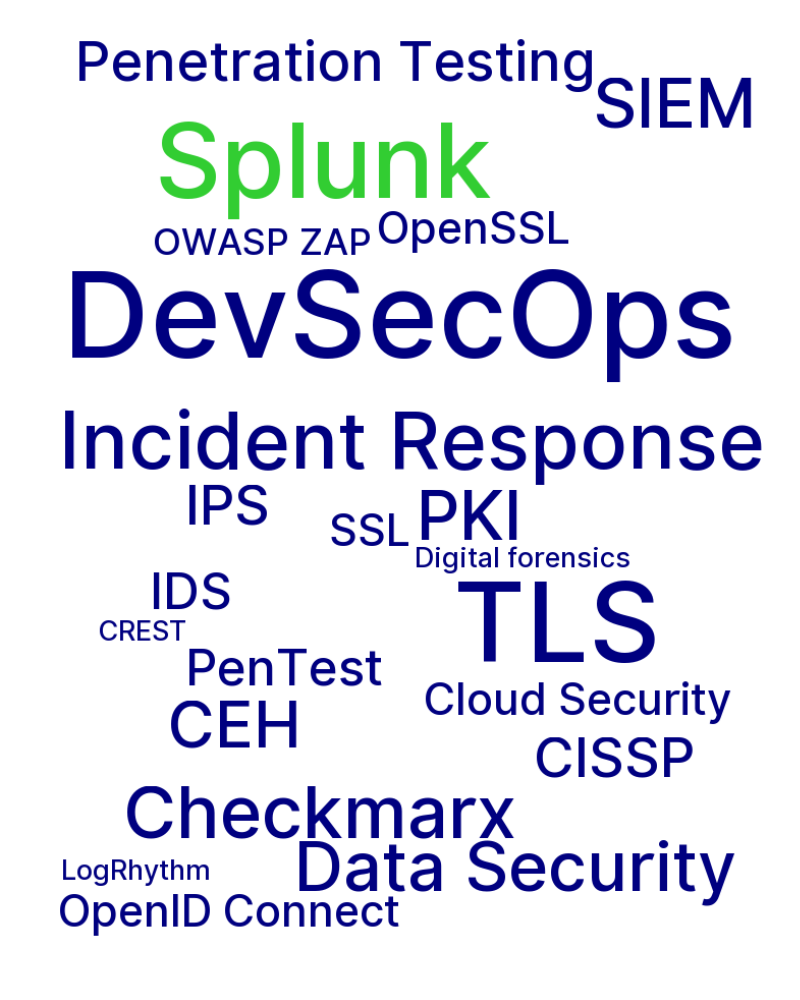 Penetration Testing
SIEM
Splunk
OWASP ZAP
OpenSSL
DevSecOps
Incident Response
IPS
SSL
PKI
Digital forensics
IDS
TLS
CREST
PenTest
Cloud Security
CEH
CISSP
Checkmarx
Data Security
LogRhythm
OpenID Connect